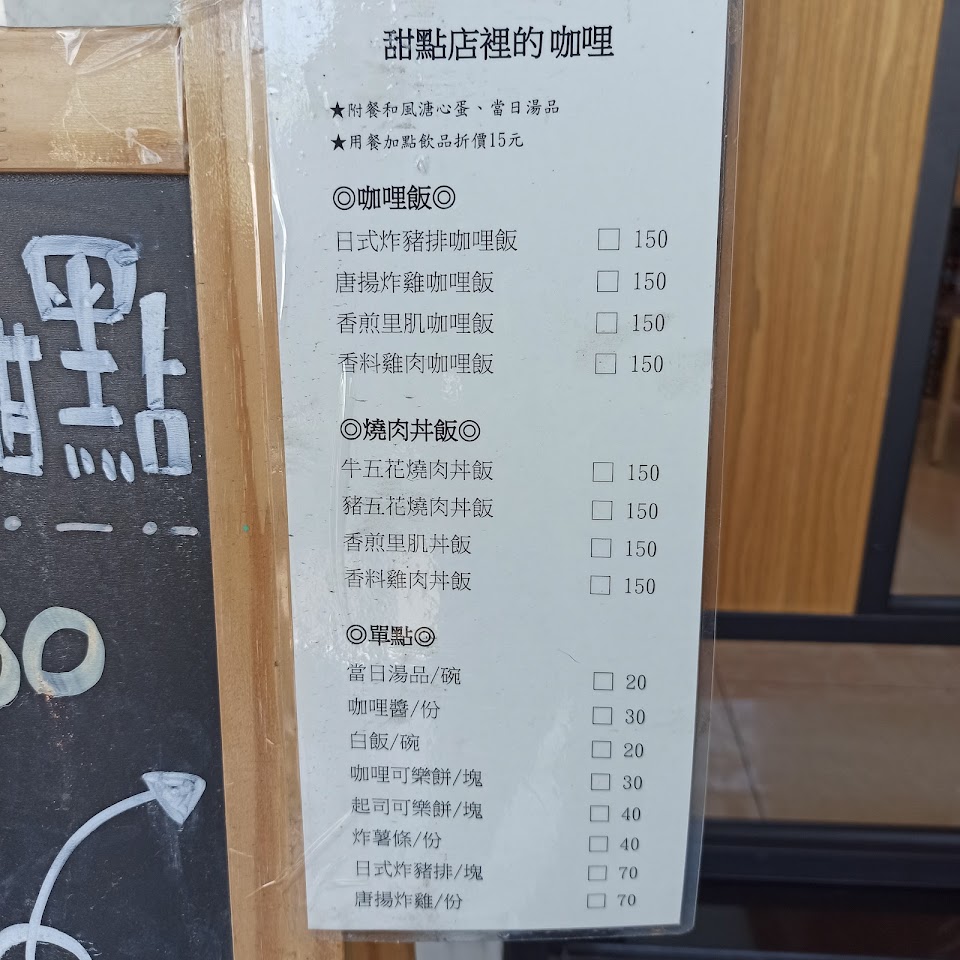 甜點店裡的咖哩
★附餐和風溏心蛋、當日湯品
★用餐加點飲品折價15元
◎咖哩飯◎
日式炸豬排咖哩飯 □ 150
唐揚炸雞咖哩飯 □ 150
香煎里肌咖哩飯 □ 150
香料雞肉咖哩飯 □ 150
◎燒肉丼飯◎
牛五花燒肉丼飯 □ 150
豬五花燒肉丼飯 □ 150
香煎里肌丼飯 □ 150
香料雞肉丼飯 □ 150
◎單點◎
當日湯品/碗 □ 20
咖哩醬/份 □ 30
白飯/碗 □ 20
咖哩可樂餅/塊 □ 30
起司可樂餅/塊 □ 40
炸薯條/份 □ 40
日式炸豬排/塊 □ 70
唐揚炸雞/份 □ 70
甜點